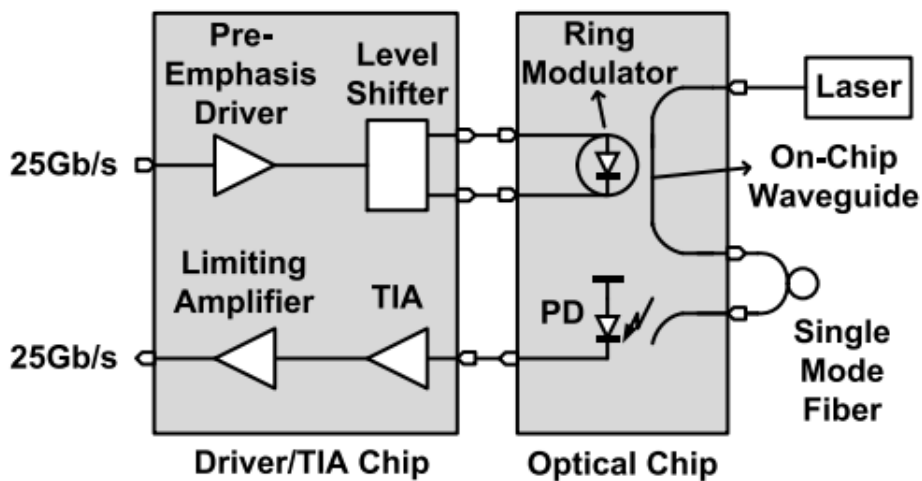 Pre-
Emphasis
Driver
Level
Shifter
Ring
Modulator
Laser
25Gb/s
On-Chip
Waveguide
Limiting
Amplifier
TIA
PD
25Gb/s
Single
Mode
Fiber
Driver/TIA Chip
Optical Chip